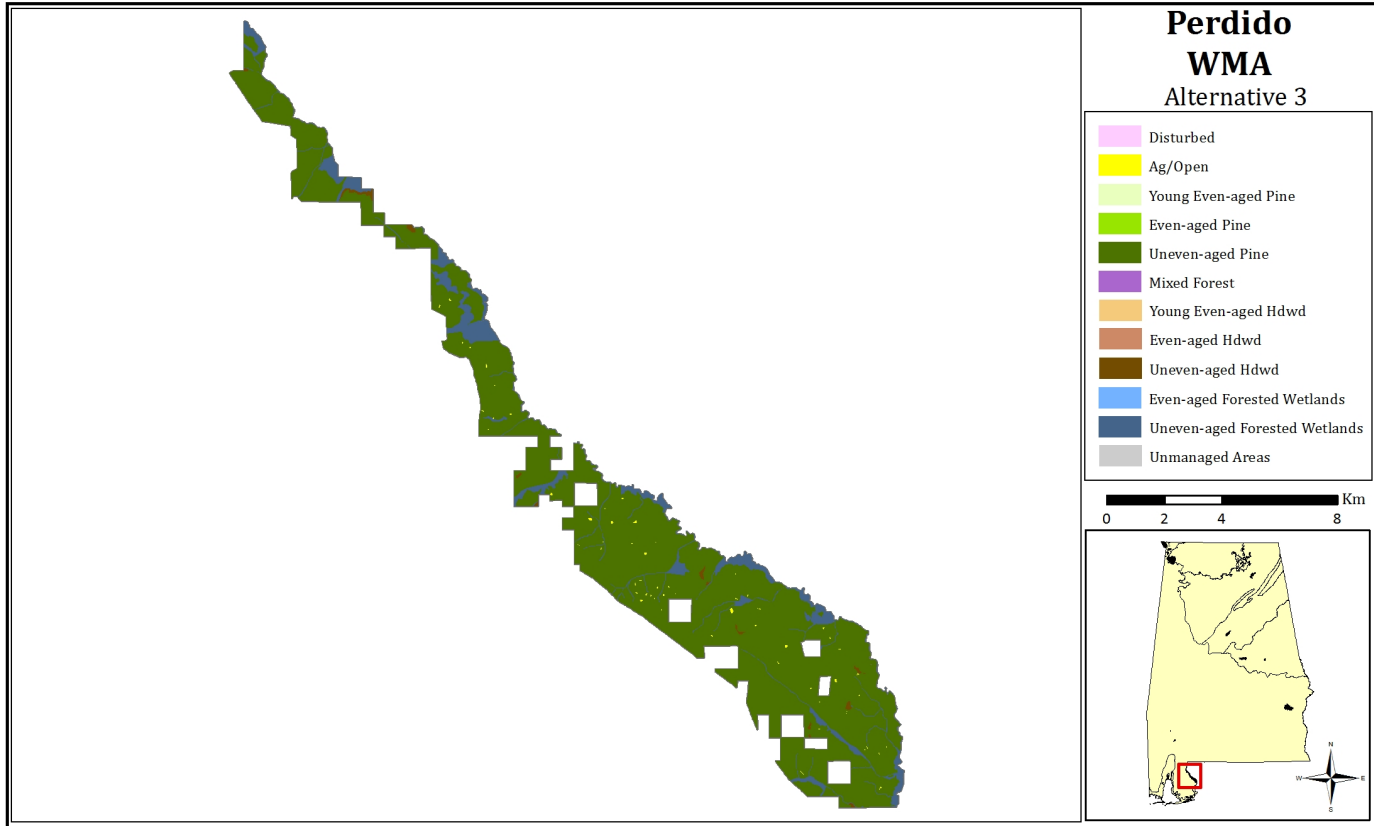 Perdido
WMA
Alternative 3
Disturbed
Ag/Open
Young Even-aged Pine
Even-aged Pine
Uneven-aged Pine
Mixed Forest
Young Even-aged Hdwd
Even-aged Hdwd
Uneven-aged Hdwd
Even-aged Forested Wetlands
Uneven-aged Forested Wetlands
Unmanaged Areas
Km
0 2 4 8
N
W E
S